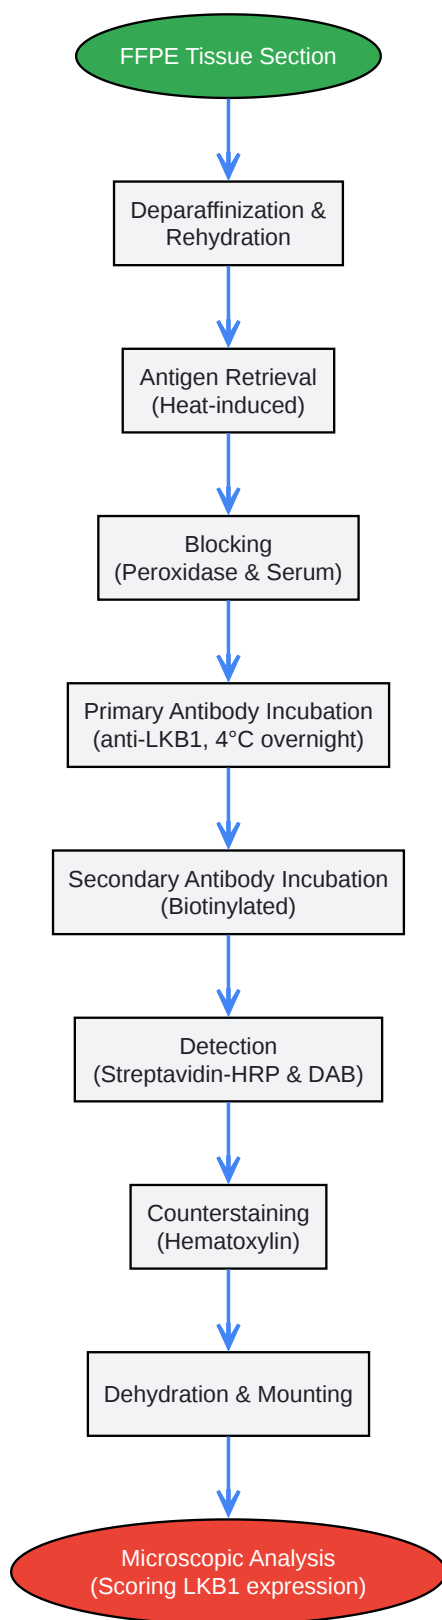 FFPE Tissue Section
Deparaffinization &
Rehydration
Antigen Retrieval
(Heat-induced)
Blocking
(Peroxidase & Serum)
Primary Antibody Incubation
(anti-LKB1, 4°C overnight)
Secondary Antibody Incubation
(Biotinylated)
Detection
(Streptavidin-HRP & DAB)
Counterstaining
(Hematoxylin)
Dehydration & Mounting
Microscopic Analysis
(Scoring LKB1 expression)